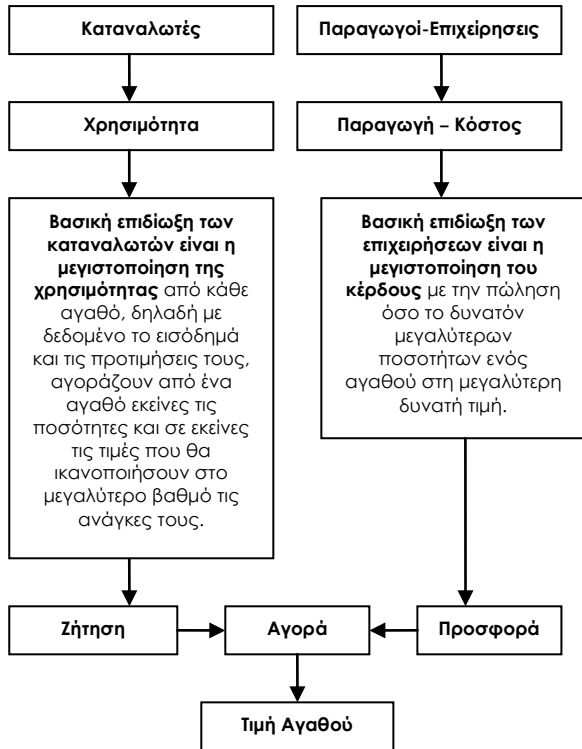 Καταναλωτές
Παραγωγοί-Επιχείρησεις
Χρησιμότητα
Παραγωγή – Κόστος
Βασική επιδίωξη των
καταναλωτών είναι η
μεγιστοποίηση της
χρησιμότητας από κάθε
αγαθό, δηλαδή με
δεδομένο το εισόδημά
και τις προτιμήσεις τους,
αγοράζουν από ένα
αγαθό εκείνες τις
ποσότητες και σε εκείνες
τις τιμές που θα
ικανοποιήσουν στο
μεγαλύτερο βαθμό τις
ανάγκες τους.
Βασική επιδίωξη των
επιχειρήσεων είναι η
μεγιστοποίηση του
κέρδους με την πώληση
όσο το δυνατόν
μεγαλύτερων
ποσοτήτων ενός
αγαθού στη μεγαλύτερη
δυνατή τιμή.
Ζήτηση
Αγορά
Προσφορά
Τιμή Αγαθού